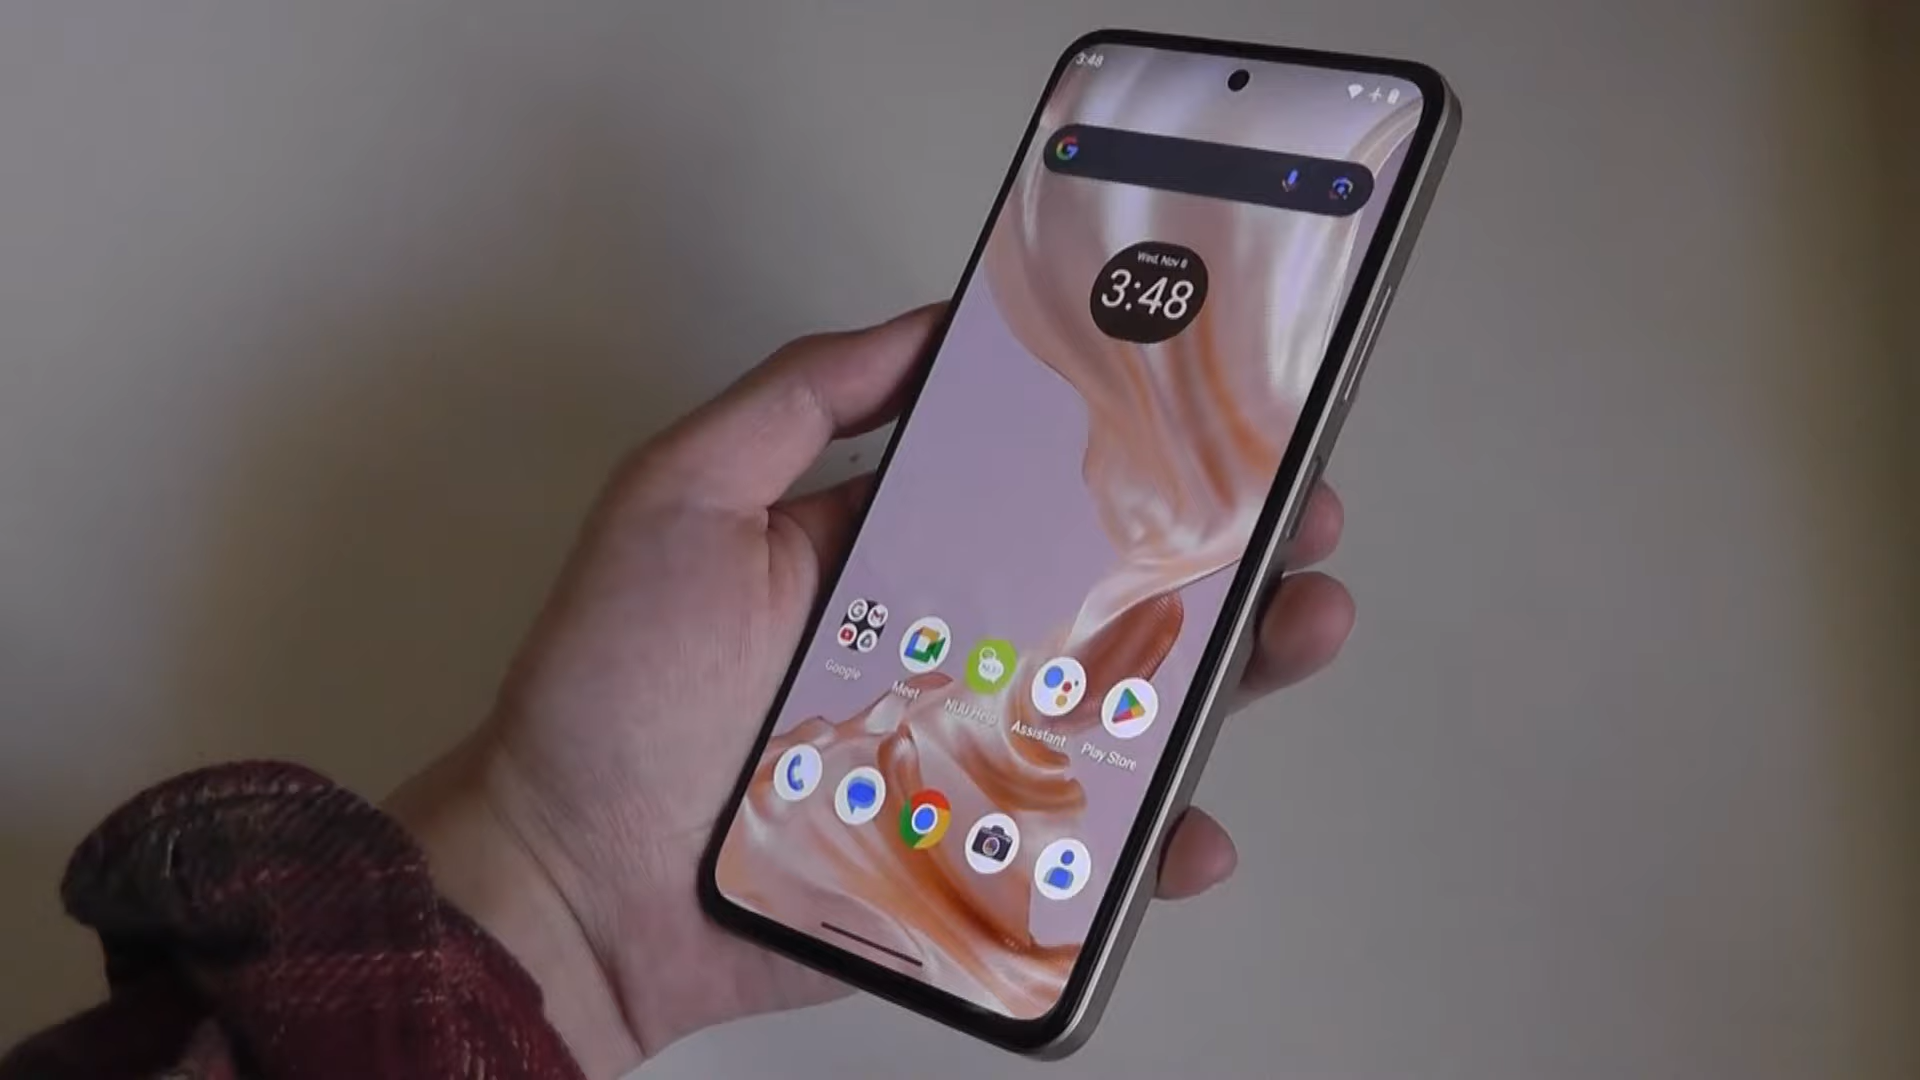 3:48
Wed, Nov 8
3:48
Google
Meet
NUU Help
Assistant
Play Store